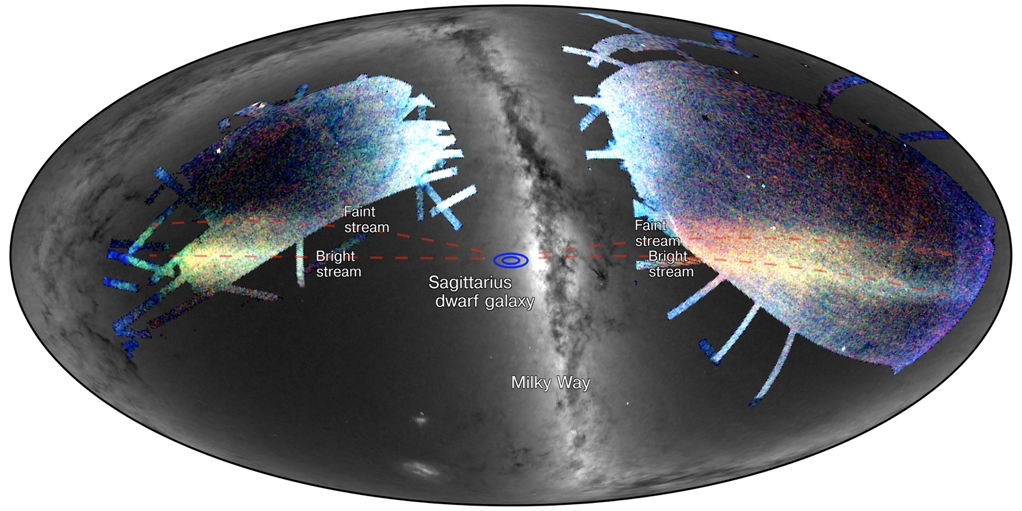 Faint
stream
Bright
stream
Sagittarius
dwarf galaxy
Faint
stream
Bright
stream
Milky Way